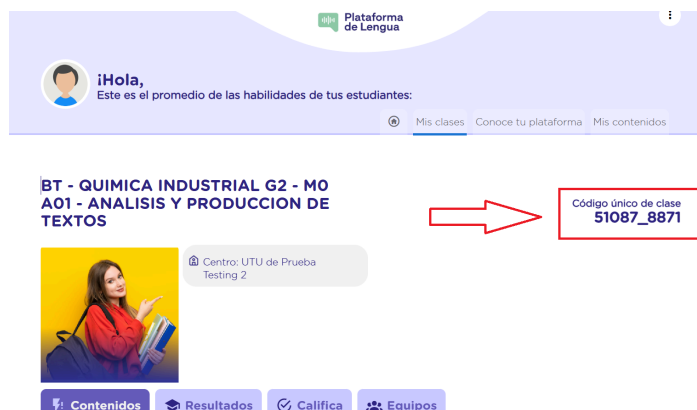 Plataforma
de Lengua
¡Hola,
Este es el promedio de las habilidades de tus estudiantes:
Mis clases Conoce tu plataforma Mis contenidos
BT - QUIMICA INDUSTRIAL G2 - M0
A01 - ANALISIS Y PRODUCCION DE
TEXTOS
Código único de clase
51087_8871
Centro: UTU de Prueba
Testing 2
Contenidos Resultados Califica Equipos